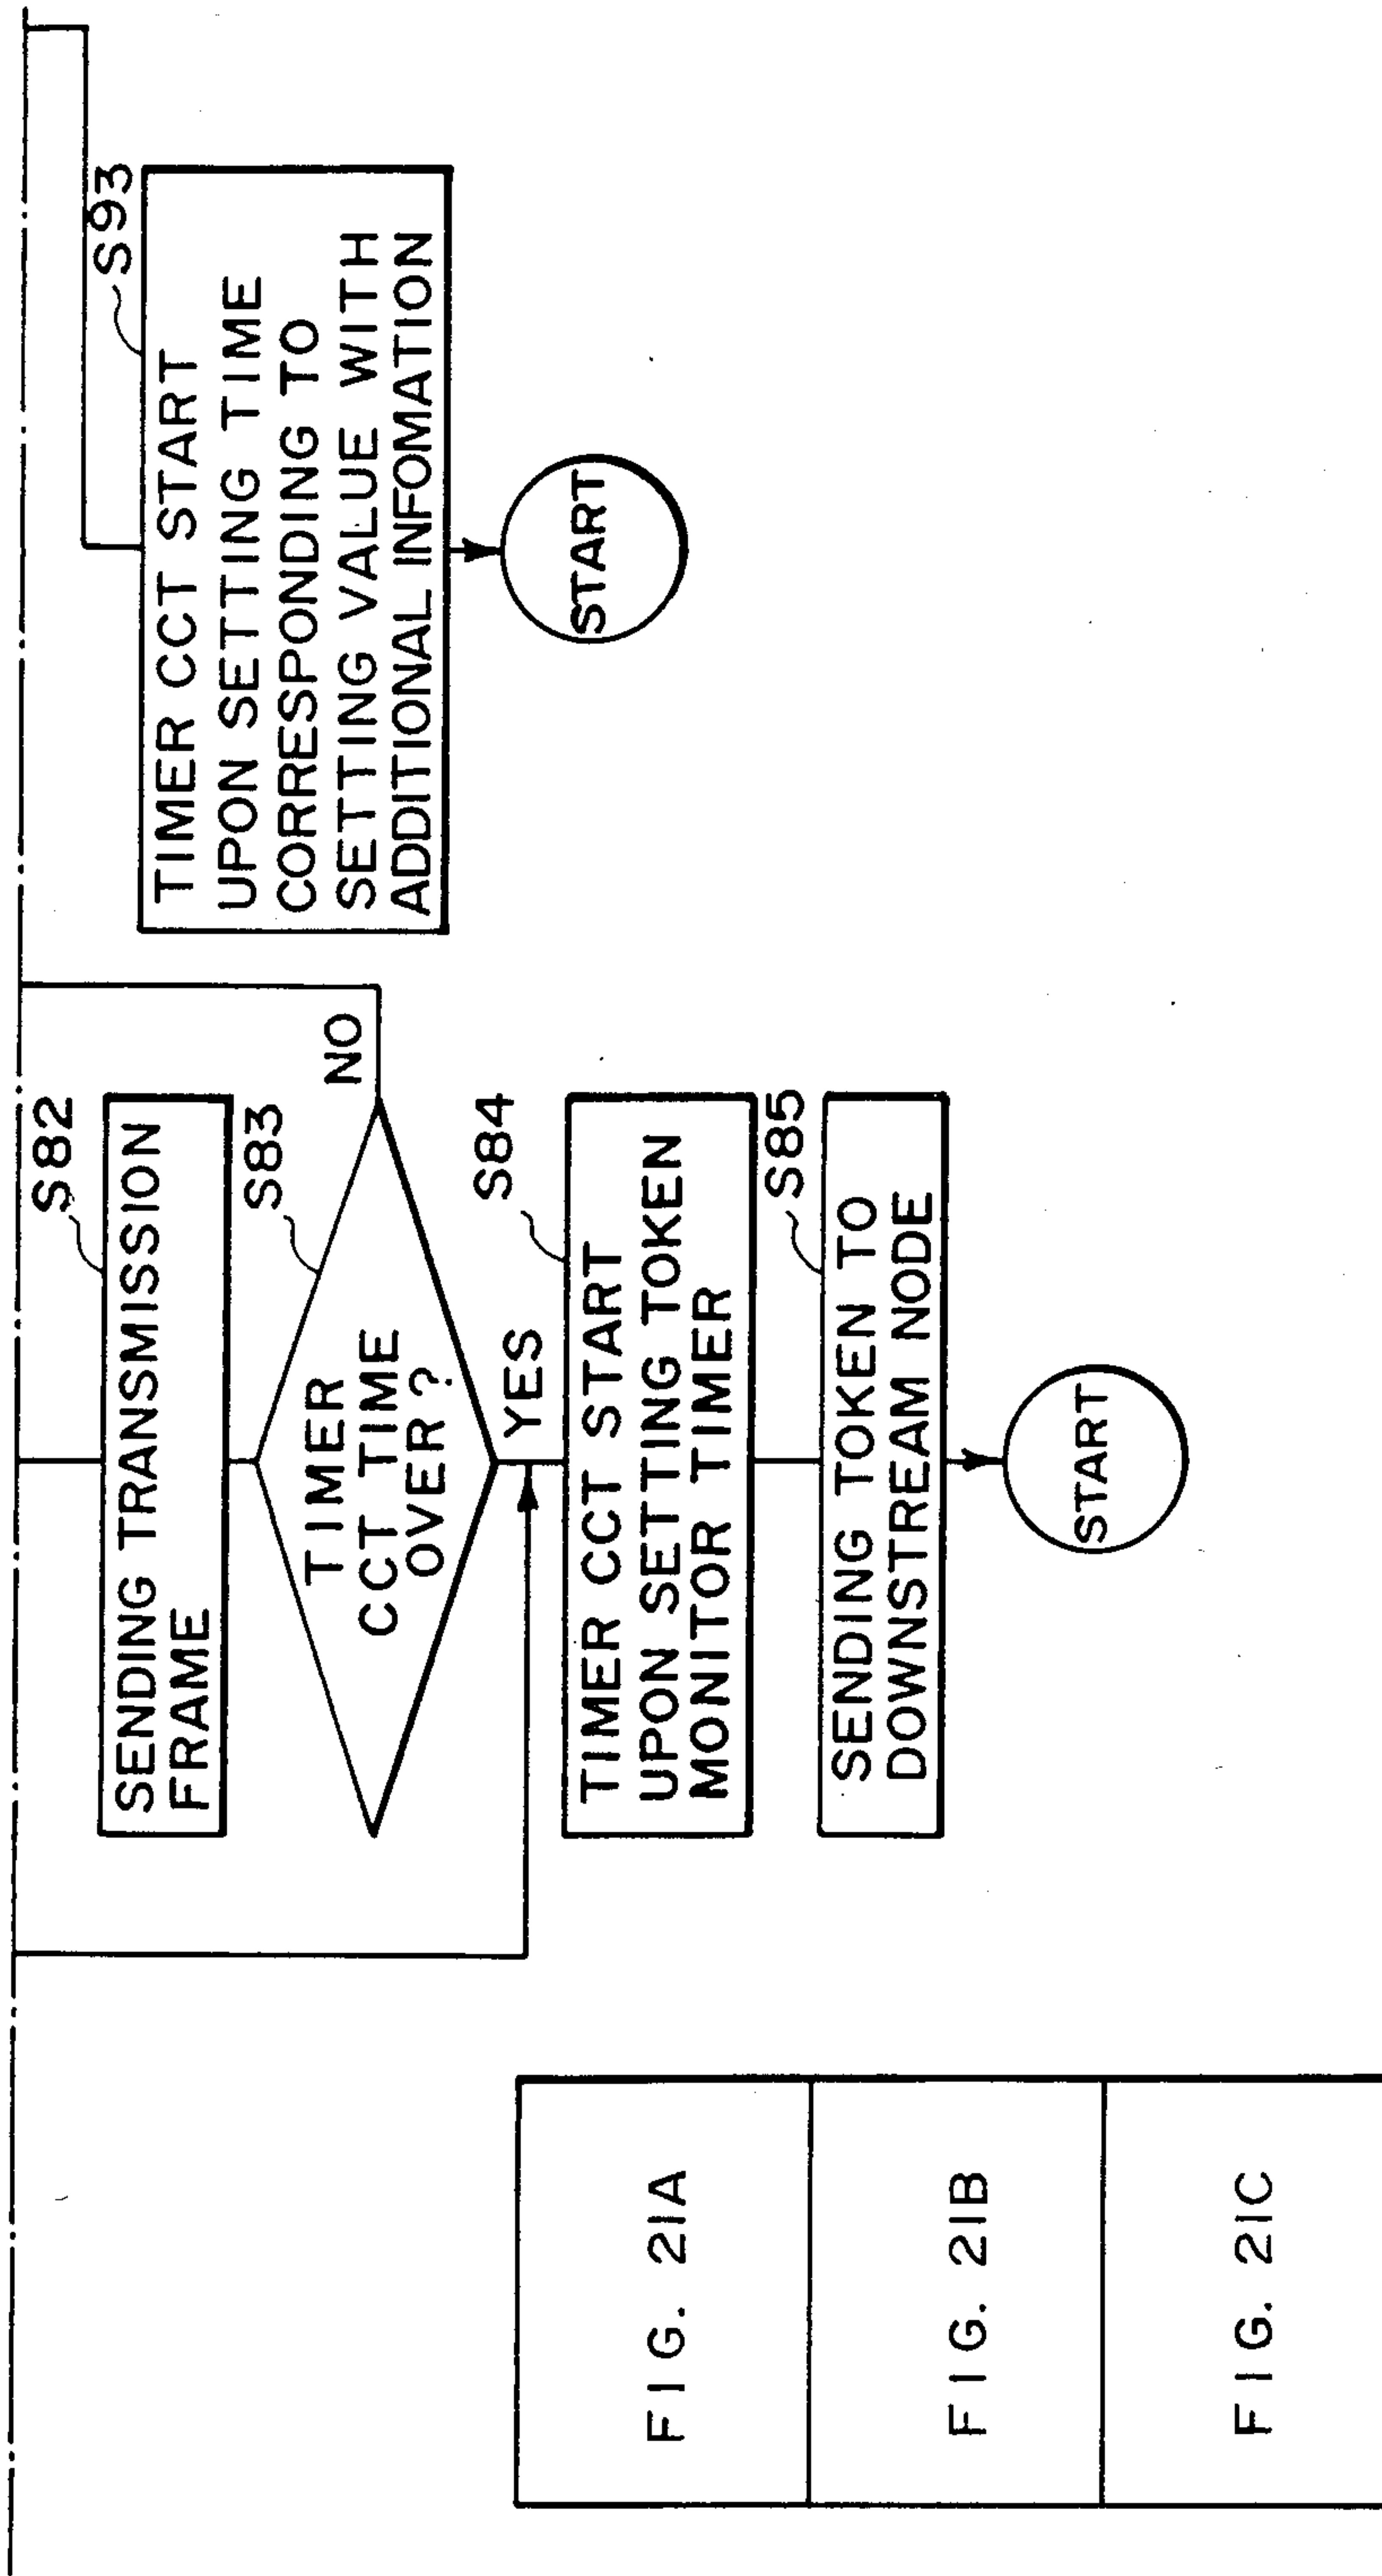 S82
SENDING TRANSMISSION
FRAME
S83
TIMER
CCT TIME
OVER?
NO
YES
S84
TIMER CCT START
UPON SETTING TOKEN
MONITOR TIMER
S85
SENDING TOKEN TO
DOWNSTREAM NODE
START
S93
TIMER CCT START
UPON SETTING TIME
CORRESPONDING TO
SETTING VALUE WITH
ADDITIONAL INFOMATION
START
FIG. 21A
FIG. 21B
FIG. 21C